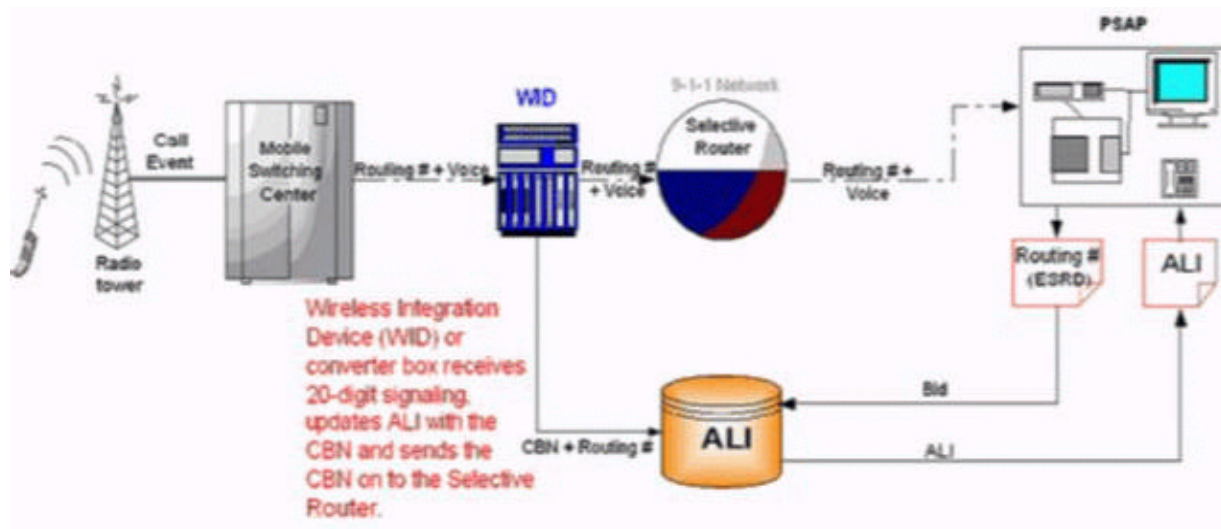 PSAP
9-1-1 Network
WID
Selective
Router
Call
Event
Mobile
Switching
Center
Routing # + Voice
Routing #
+ Voice
Routing # +
Voice
Radio
tower
Routing #
(ESRD)
ALI
Wireless Integration
Device (WID) or
converter box receives
20-digit signaling,
updates ALI with the
CBN and sends the
CBN on to the Selective
Router.
Bid
ALI
CBN + Routing #
ALI